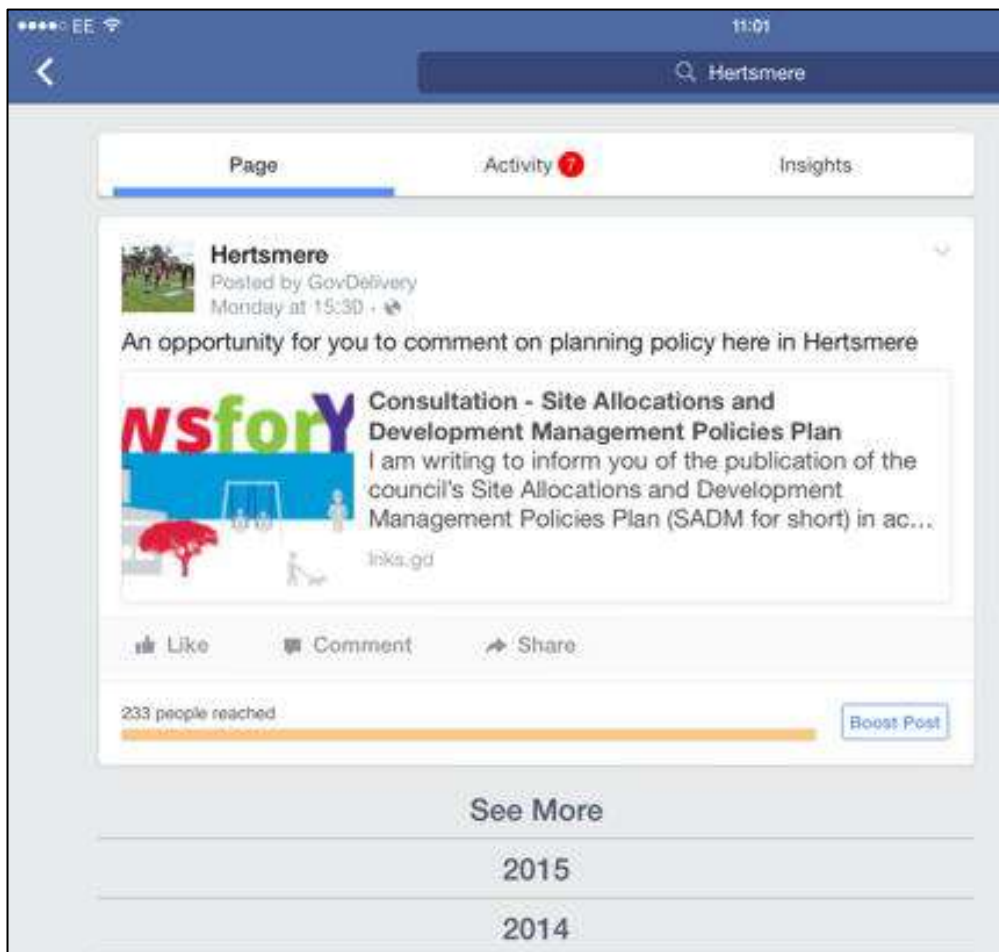 EE
11:01
Hertsmere
Page
Activity 7
Insights
Hertsmere
Posted by GovDelivery
Monday at 15:30
An opportunity for you to comment on planning policy here in Hertsmere
wsforY
Consultation - Site Allocations and
Development Management Policies Plan
I am writing to inform you of the publication of the
council's Site Allocations and Development
Management Policies Plan (SADM for short) in ac...
lnks.gd
Like
Comment
Share
233 people reached
Boost Post
See More
2015
2014